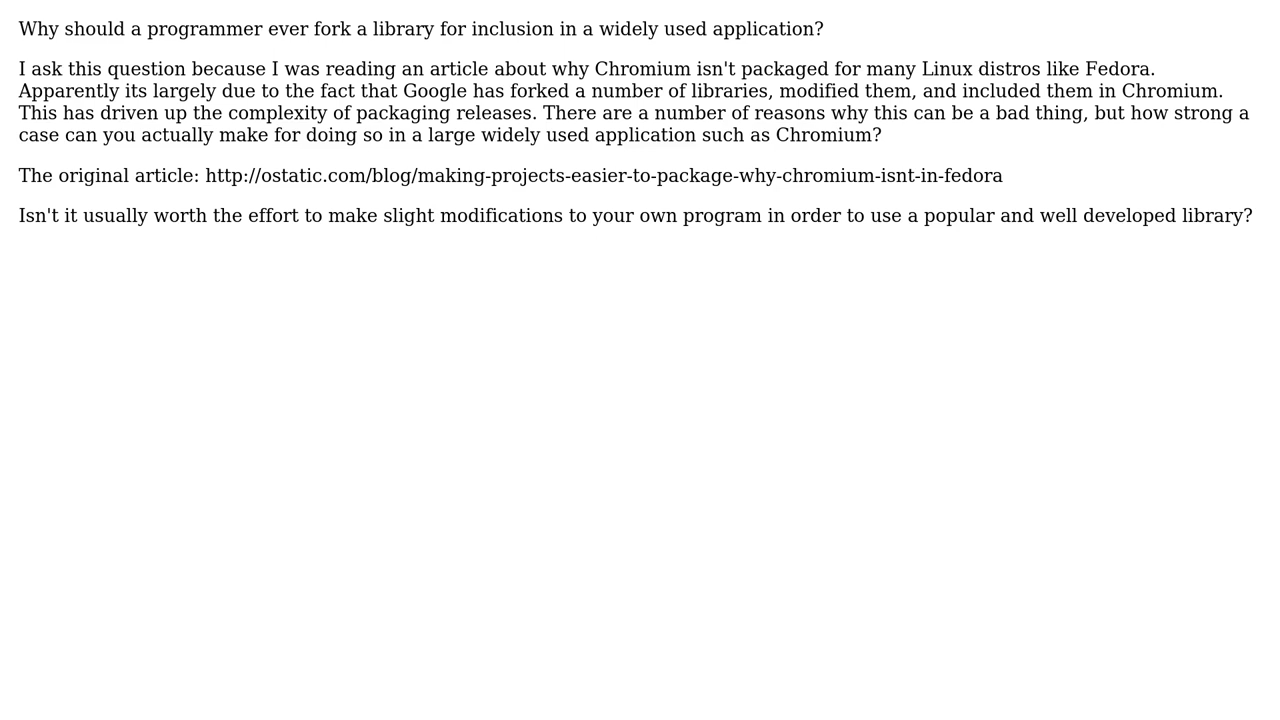 Why should a programmer ever fork a library for inclusion in a widely used application?
I ask this question because I was reading an article about why Chromium isn't packaged for many Linux distros like Fedora.
Apparently its largely due to the fact that Google has forked a number of libraries, modified them, and included them in Chromium.
This has driven up the complexity of packaging releases. There are a number of reasons why this can be a bad thing, but how strong a
case can you actually make for doing so in a large widely used application such as Chromium?
The original article: http://ostatic.com/blog/making-projects-easier-to-package-why-chromium-isnt-in-fedora
Isn't it usually worth the effort to make slight modifications to your own program in order to use a popular and well developed library?